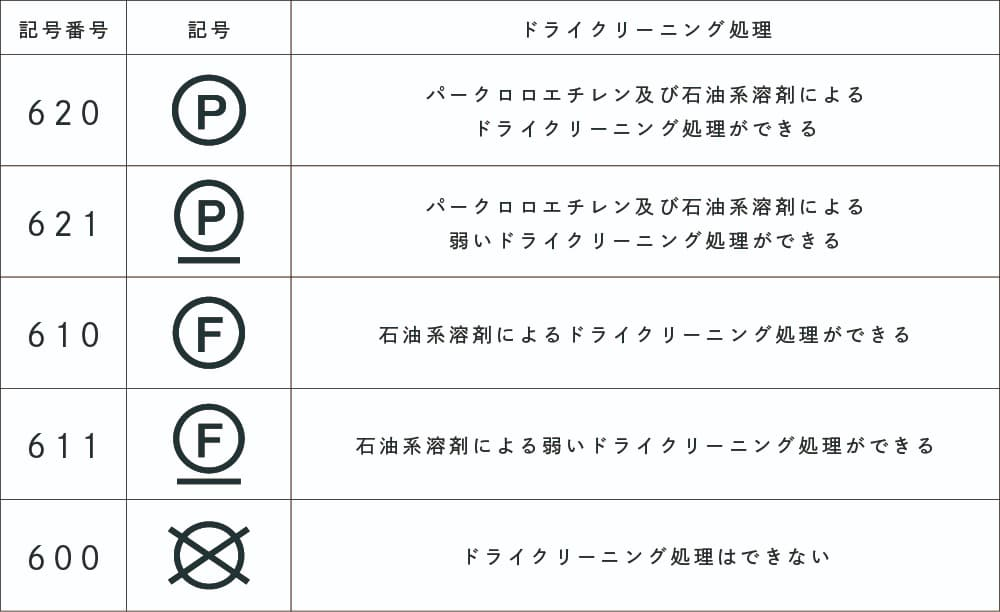 記号番号 記号 ドライクリーニング処理
620 P パークロロエチレン及び石油系溶剤による
ドライクリーニング処理ができる
621 P パークロロエチレン及び石油系溶剤による
弱いドライクリーニング処理ができる
610 F 石油系溶剤によるドライクリーニング処理ができる
611 F 石油系溶剤による弱いドライクリーニング処理ができる
600 ドライクリーニング処理はできない